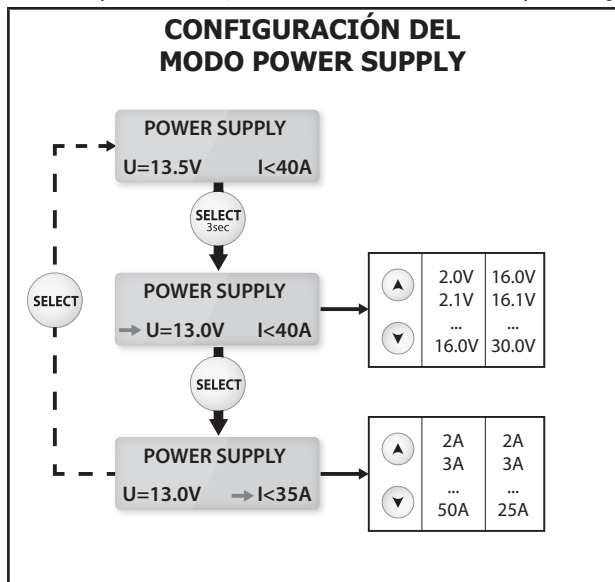 CONFIGURACIÓN DEL
MODO POWER SUPPLY
POWER SUPPLY
U=13.5V I<40A
SELECT
3sec
SELECT
POWER SUPPLY
U=13.0V I<40A
2.0V 16.0V
2.1V 16.1V
... ...
16.0V 30.0V
SELECT
POWER SUPPLY
U=13.0V I<35A
2A 2A
3A 3A
... ...
50A 25A